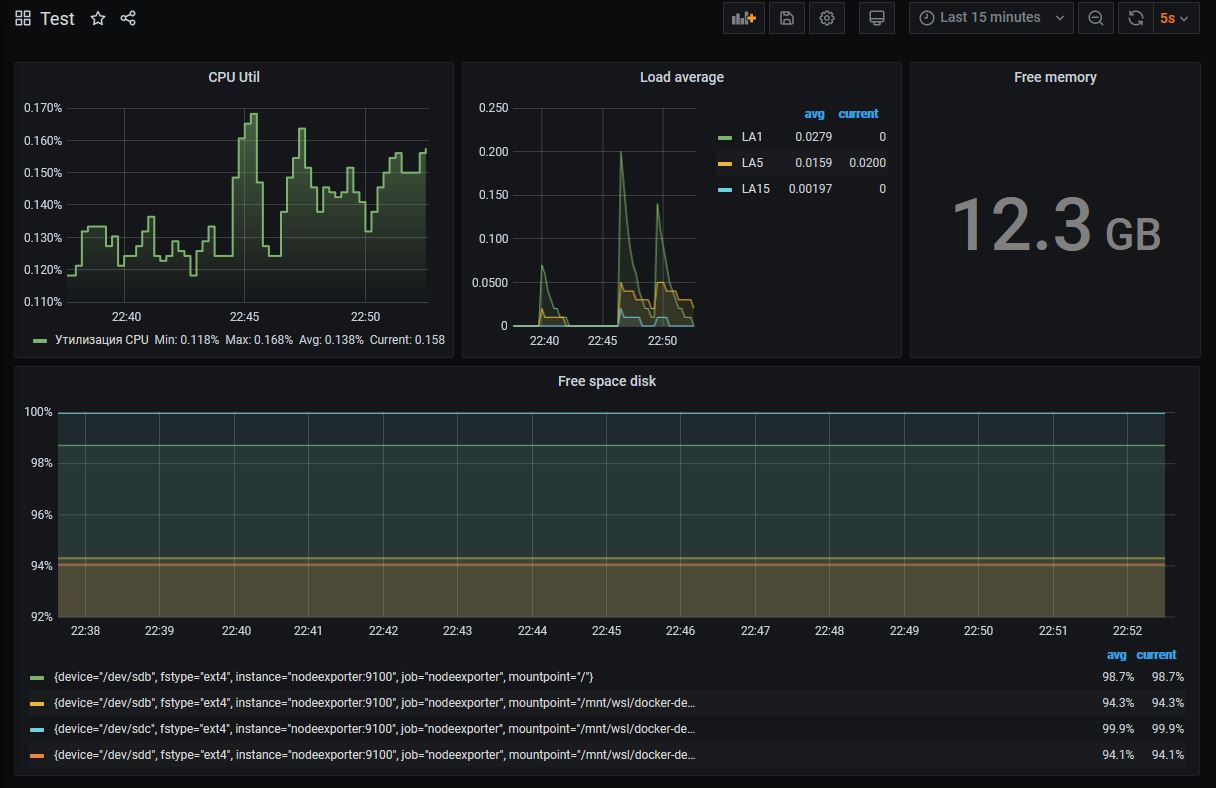 Test
Last 15 minutes 5s
CPU Util
0.170%
0.160%
0.150%
0.140%
0.130%
0.120%
0.110%
22:40 22:45 22:50
Утилизация CPU Min: 0.118% Max: 0.168% Avg: 0.138% Current: 0.158
Load average
0.250
0.200
0.150
0.100
0.0500
0
22:40 22:45 22:50
avg current
LA1 0.0279 0
LA5 0.0159 0.0200
LA15 0.00197 0
Free memory
12.3 GB
Free space disk
100%
98%
96%
94%
92%
22:38 22:39 22:40 22:41 22:42 22:43 22:44 22:45 22:46 22:47 22:48 22:49 22:50 22:51 22:52
avg current
{device="/dev/sdb", fstype="ext4", instance="nodeexporter:9100", job="nodeexporter", mountpoint="/"} 98.7% 98.7%
{device="/dev/sdb", fstype="ext4", instance="nodeexporter:9100", job="nodeexporter", mountpoint="/mnt/wsl/docker-de... 94.3% 94.3%
{device="/dev/sdc", fstype="ext4", instance="nodeexporter:9100", job="nodeexporter", mountpoint="/mnt/wsl/docker-de... 99.9% 99.9%
{device="/dev/sdd", fstype="ext4", instance="nodeexporter:9100", job="nodeexporter", mountpoint="/mnt/wsl/docker-de... 94.1% 94.1%